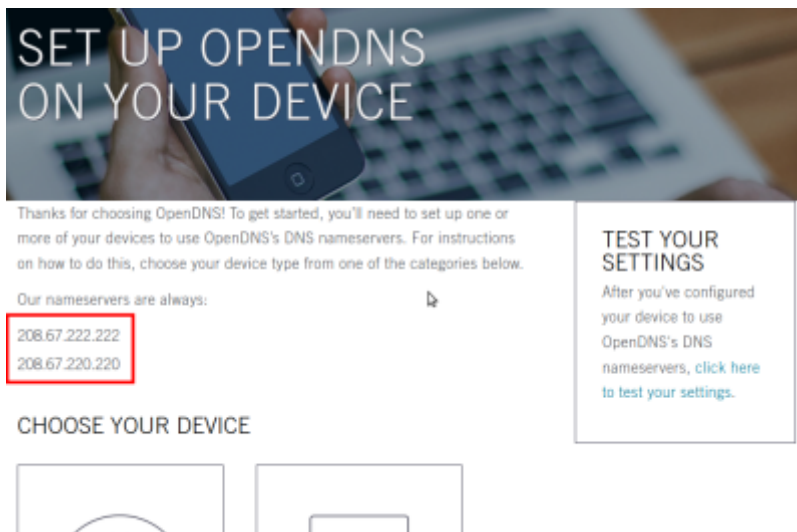 SET UP OPENDNS
ON YOUR DEVICE
Thanks for choosing OpenDNS! To get started, you'll need to set up one or
more of your devices to use OpenDNS's DNS nameservers. For instructions
on how to do this, choose your device type from one of the categories below.
Our nameservers are always:
208.67.222.222
208.67.220.220
CHOOSE YOUR DEVICE
TEST YOUR
SETTINGS
After you've configured
your device to use
OpenDNS's DNS
nameservers, click here
to test your settings.